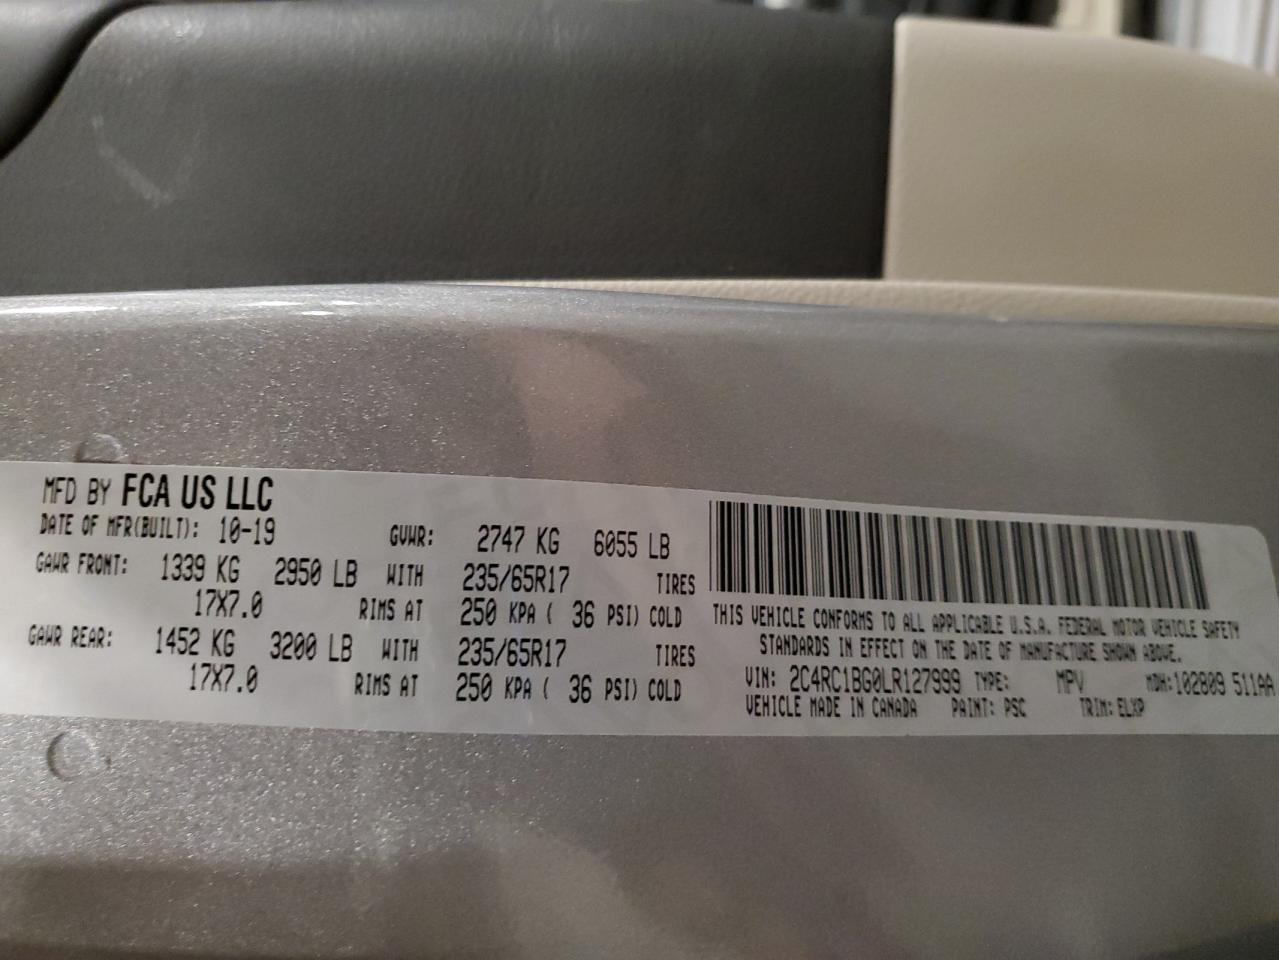 MFD BY FCA US LLC
DATE OF MFR(BUILT): 10-19 GVWR: 2747 KG 6055 LB
GAWR FRONT: 1339 KG 2950 LB WITH 235/65R17 TIRES
17X7.0 RIMS AT 250 KPA ( 36 PSI) COLD
GAWR REAR: 1452 KG 3200 LB WITH 235/65R17 TIRES
17X7.0 RIMS AT 250 KPA ( 36 PSI) COLD
THIS VEHICLE CONFORMS TO ALL APPLICABLE U.S.A. FEDERAL MOTOR VEHICLE SAFETY
STANDARDS IN EFFECT ON THE DATE OF MANUFACTURE SHOWN ABOVE.
VIN: 2C4RC1BG0LR127999 TYPE: MPV MDH:102809 511AA
VEHICLE MADE IN CANADA PAINT: PSC TRIM: ELXP